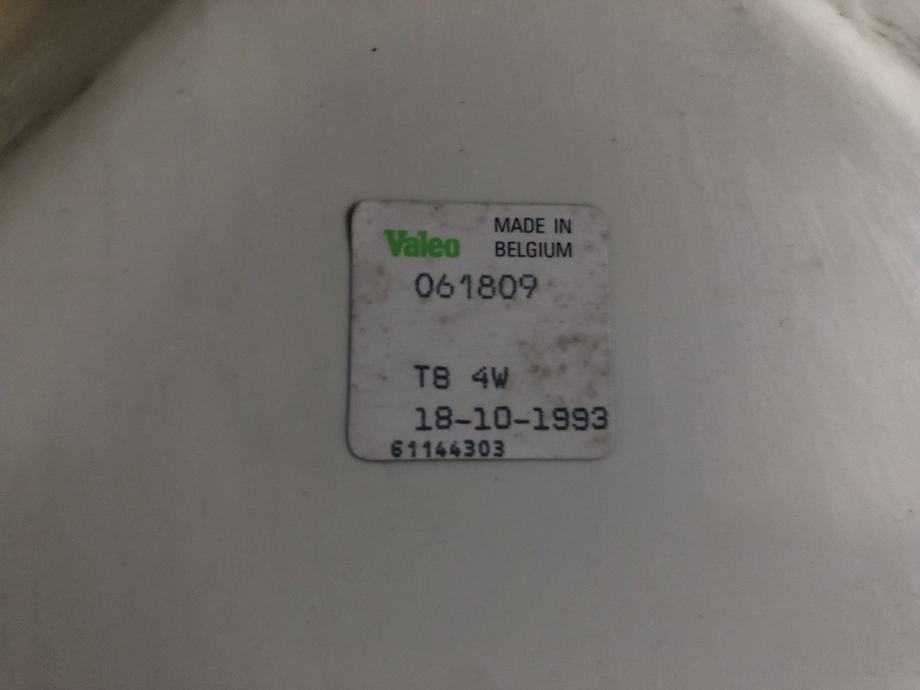 Valeo MADE IN
BELGIUM
061809
T8 4W
18-10-1993
61144303